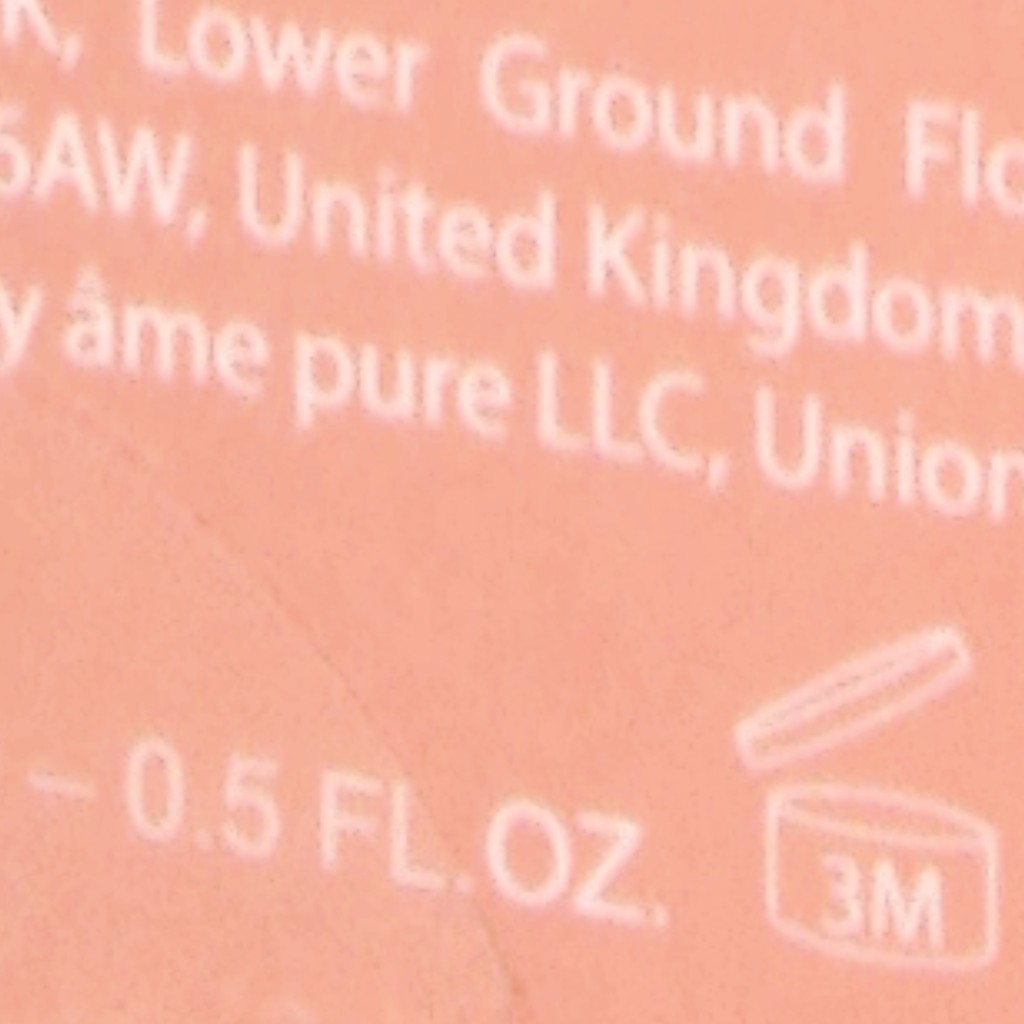 K, Lower Ground Flo
5AW, United Kingdom
y âme pure LLC, Union
– 0.5 FL.OZ.
3M